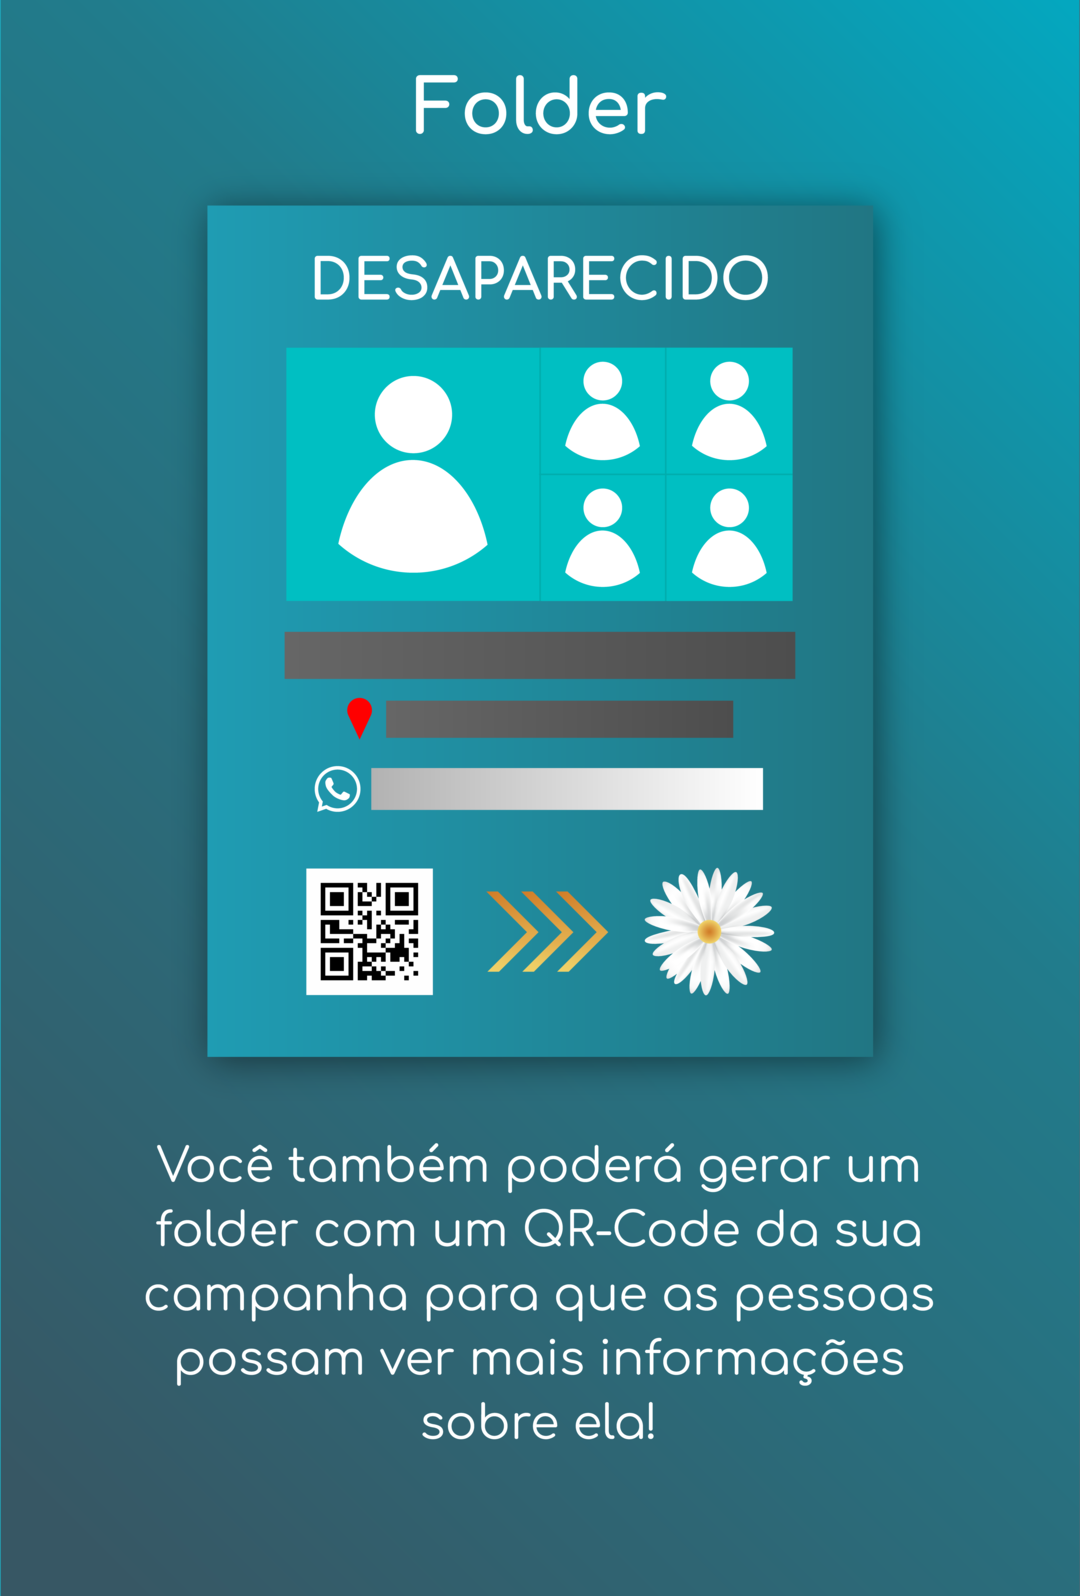 Folder
DESAPARECIDO
Você também poderá gerar um
folder com um QR-Code da sua
campanha para que as pessoas
possam ver mais informações
sobre ela!